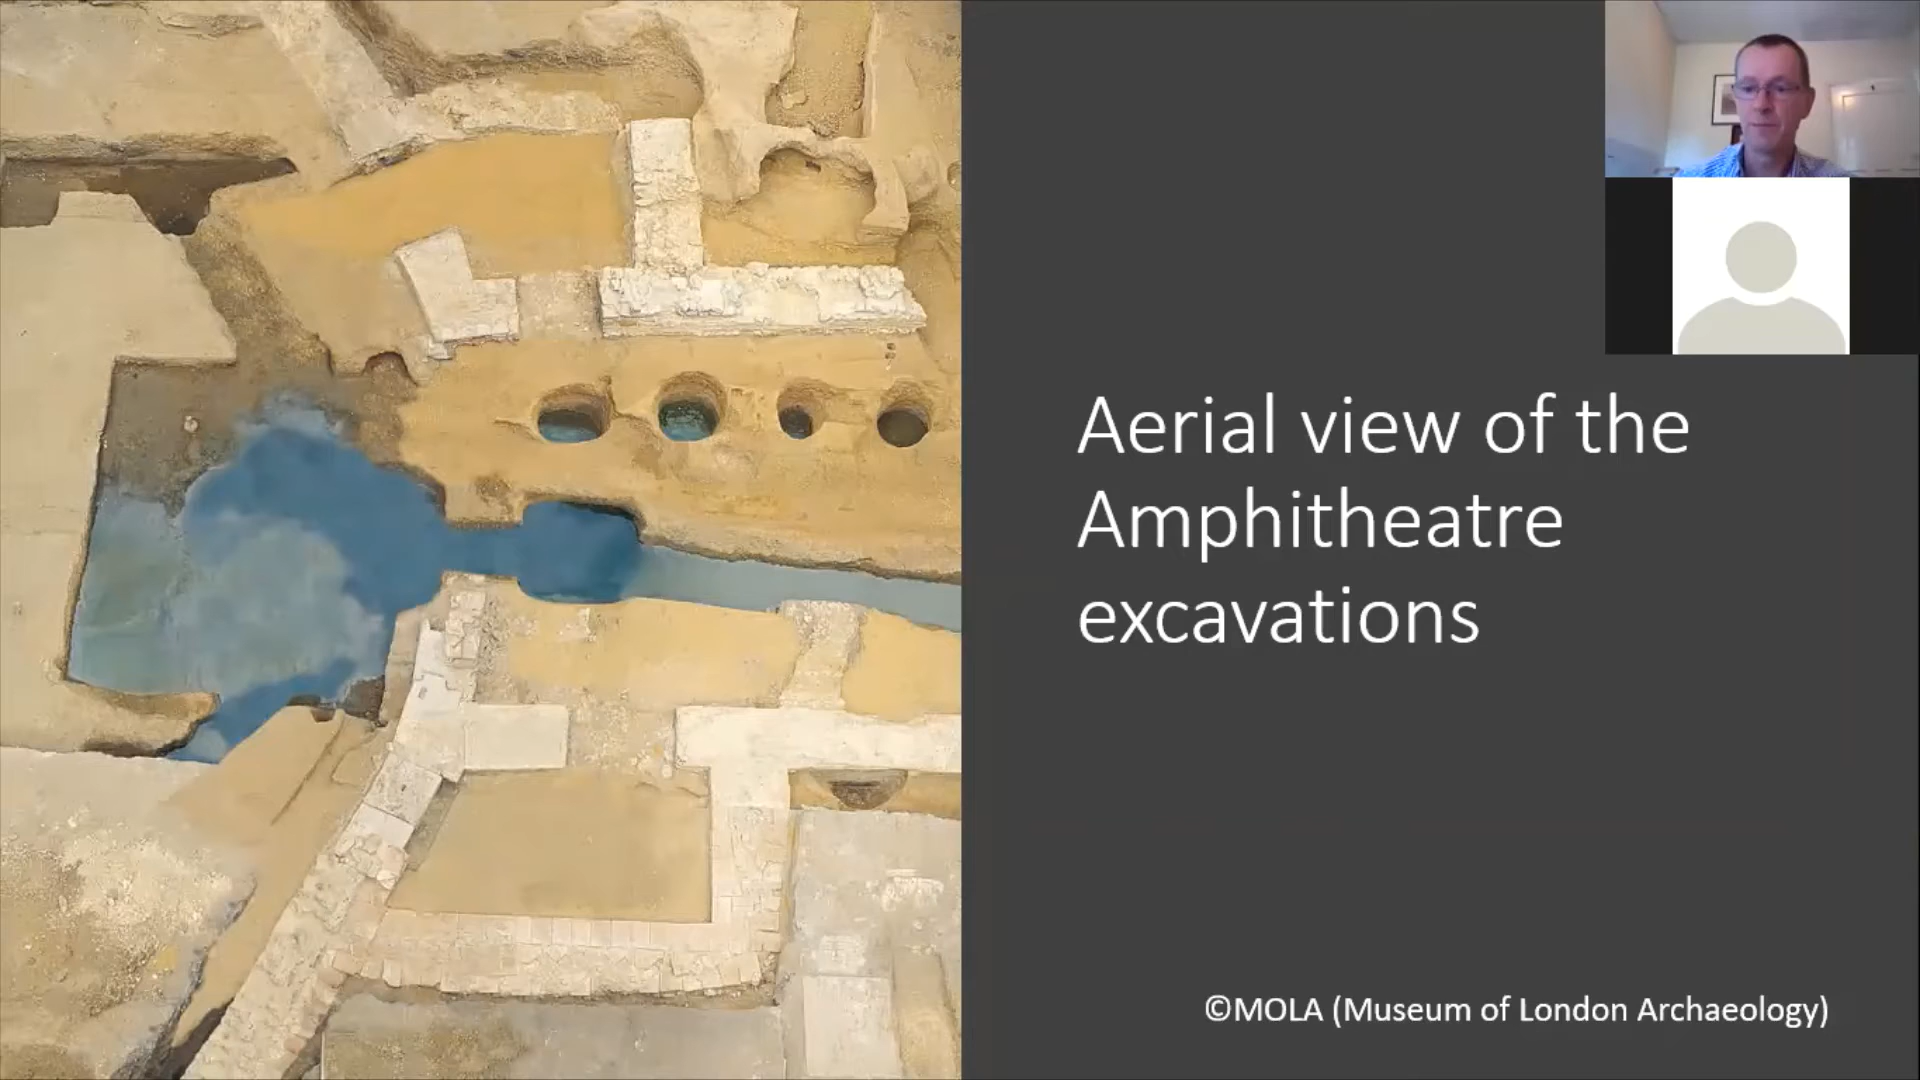 Aerial view of the
Amphitheatre
excavations
©MOLA (Museum of London Archaeology)